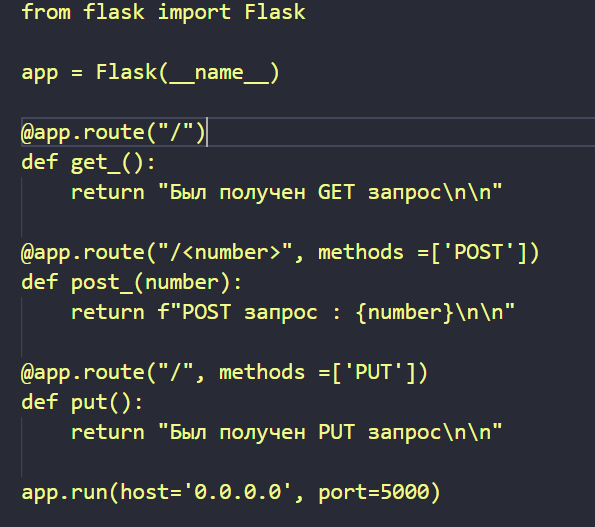 from flask import Flask
app = Flask(__name__)
@app.route("/")
def get_():
    return "Был получен GET запрос\n\n"
@app.route("/<number>", methods =['POST'])
def post_(number):
    return f"POST запрос : {number}\n\n"
@app.route("/", methods =['PUT'])
def put():
    return "Был получен PUT запрос\n\n"
app.run(host='0.0.0.0', port=5000)